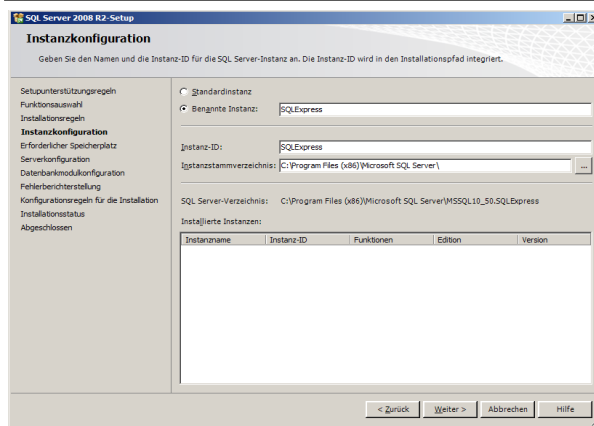 SQL Server 2008 R2-Setup
Instanzkonfiguration
Geben Sie den Namen und die Instanz-ID für die SQL Server-Instanz an. Die Instanz-ID wird in den Installationspfad integriert.
Setupunterstützungsregeln
Funktionsauswahl
Installationsregeln
Instanzkonfiguration
Erforderlicher Speicherplatz
Serverkonfiguration
Datenbankmodulkonfiguration
Fehlerberichterstellung
Konfigurationsregeln für die Installation
Installationsstatus
Abgeschlossen
Standardinstanz
Benannte Instanz: SQLExpress
Instanz-ID: SQLExpress
Instanzstammverzeichnis: C:\Program Files (x86)\Microsoft SQL Server\ ...
SQL Server-Verzeichnis: C:\Program Files (x86)\Microsoft SQL Server\MSSQL10_50.SQLExpress
Installierte Instanzen:
Instanzname Instanz-ID Funktionen Edition Version
< Zurück Weiter > Abbrechen Hilfe